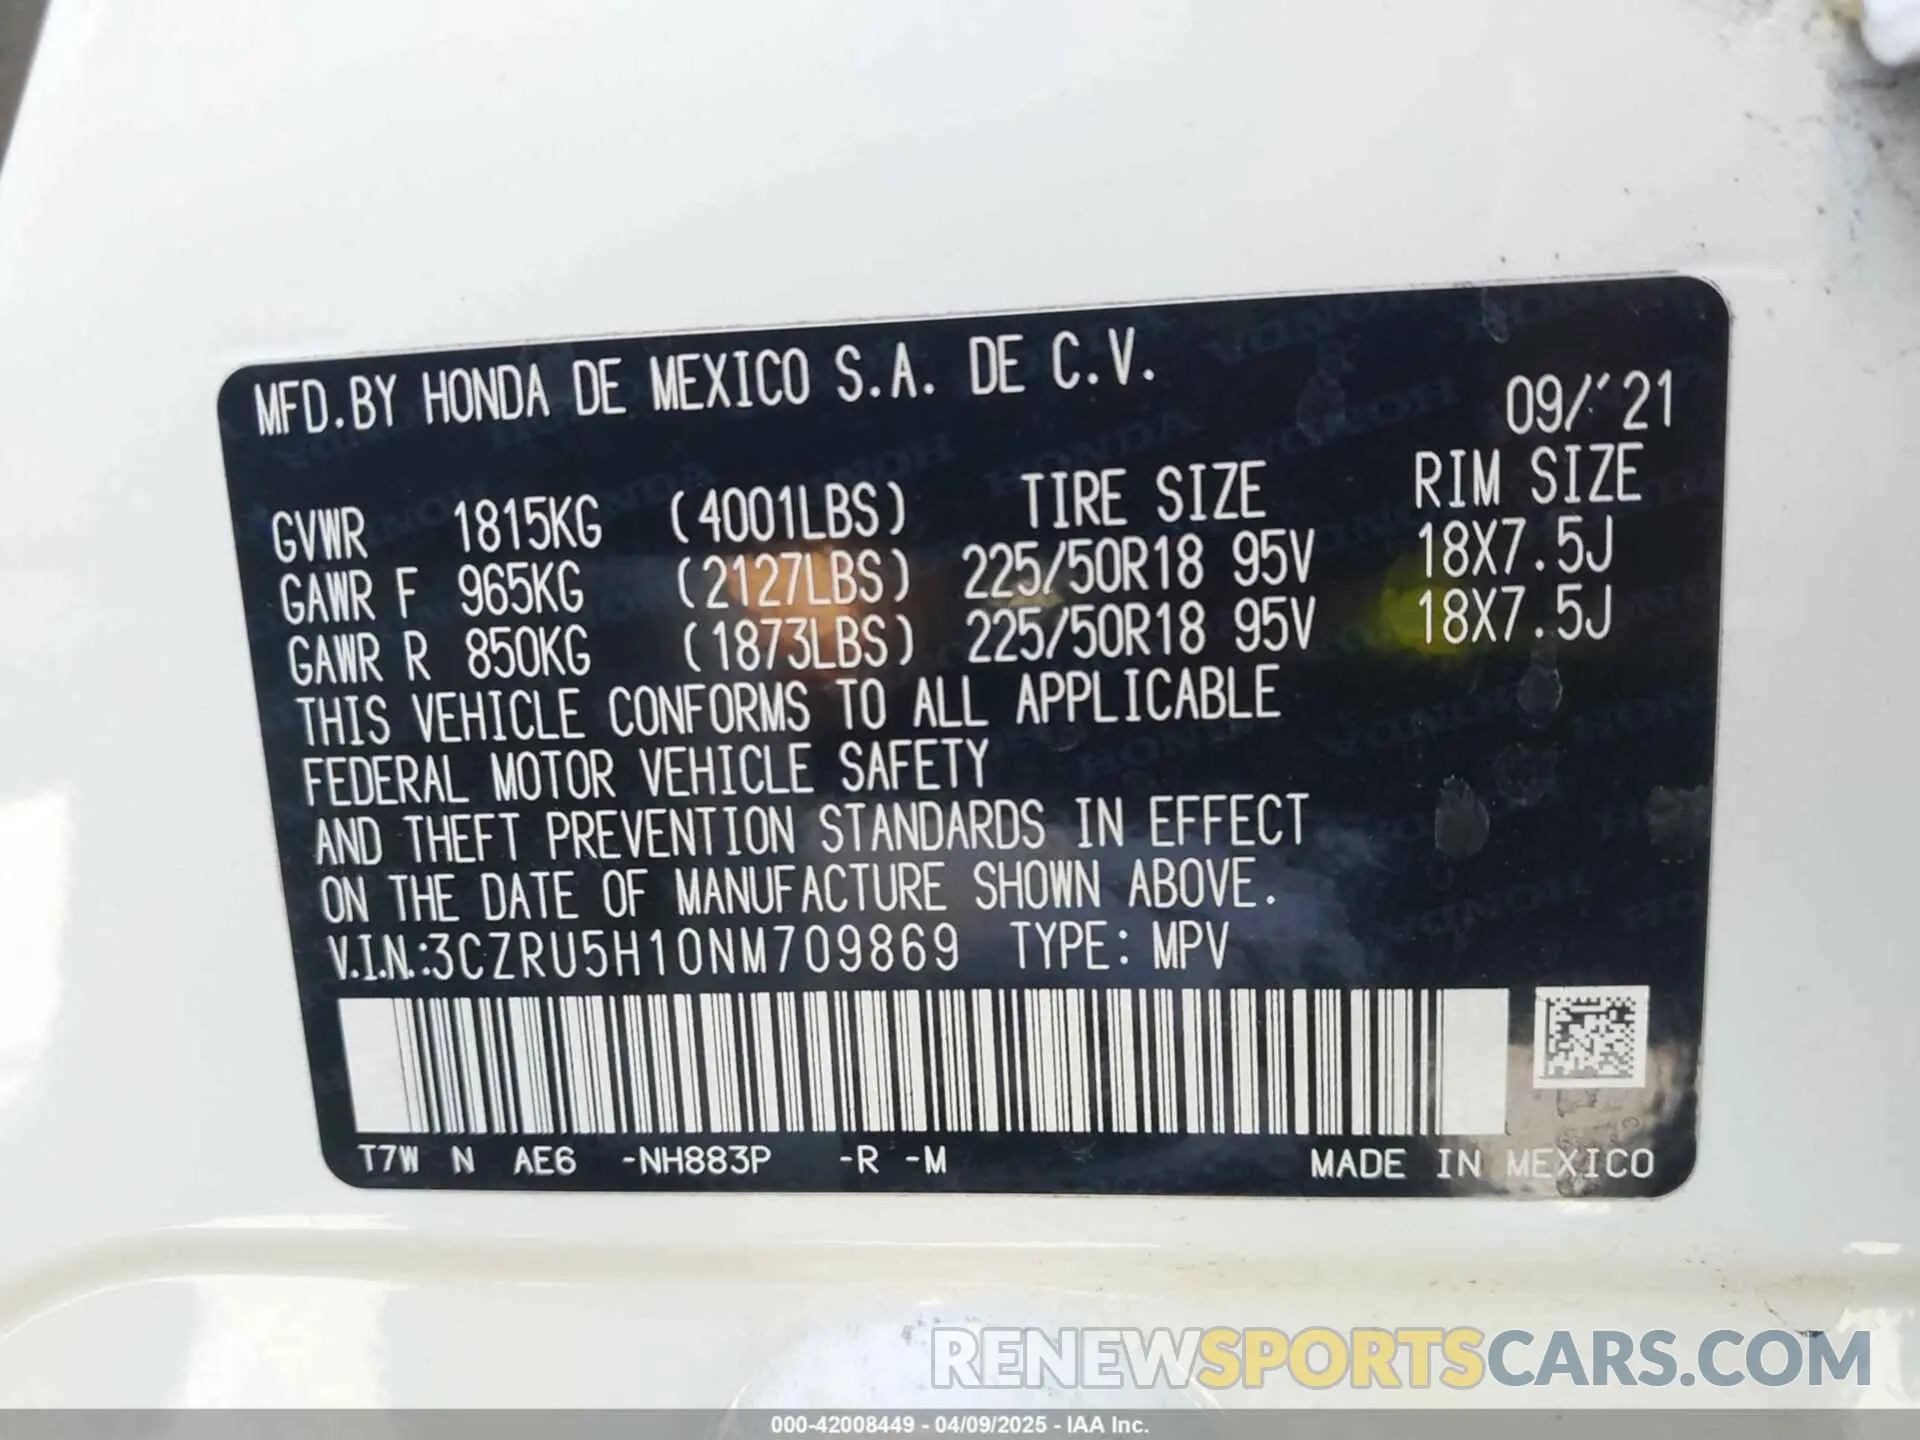 MFD.BY HONDA DE MEXICO S.A. DE C.V.
09/'21
GVWR 1815KG (4001LBS) TIRE SIZE RIM SIZE
GAWR F 965KG (2127LBS) 225/50R18 95V 18X7.5J
GAWR R 850KG (1873LBS) 225/50R18 95V 18X7.5J
THIS VEHICLE CONFORMS TO ALL APPLICABLE
FEDERAL MOTOR VEHICLE SAFETY
AND THEFT PREVENTION STANDARDS IN EFFECT
ON THE DATE OF MANUFACTURE SHOWN ABOVE.
V.I.N.:3CZRU5H10NM709869 TYPE: MPV
T7W N AE6 -NH883P -R -M MADE IN MEXICO
RENEWSPORTSCARS.COM
000-42008449 - 04/09/2025 - IAA Inc.